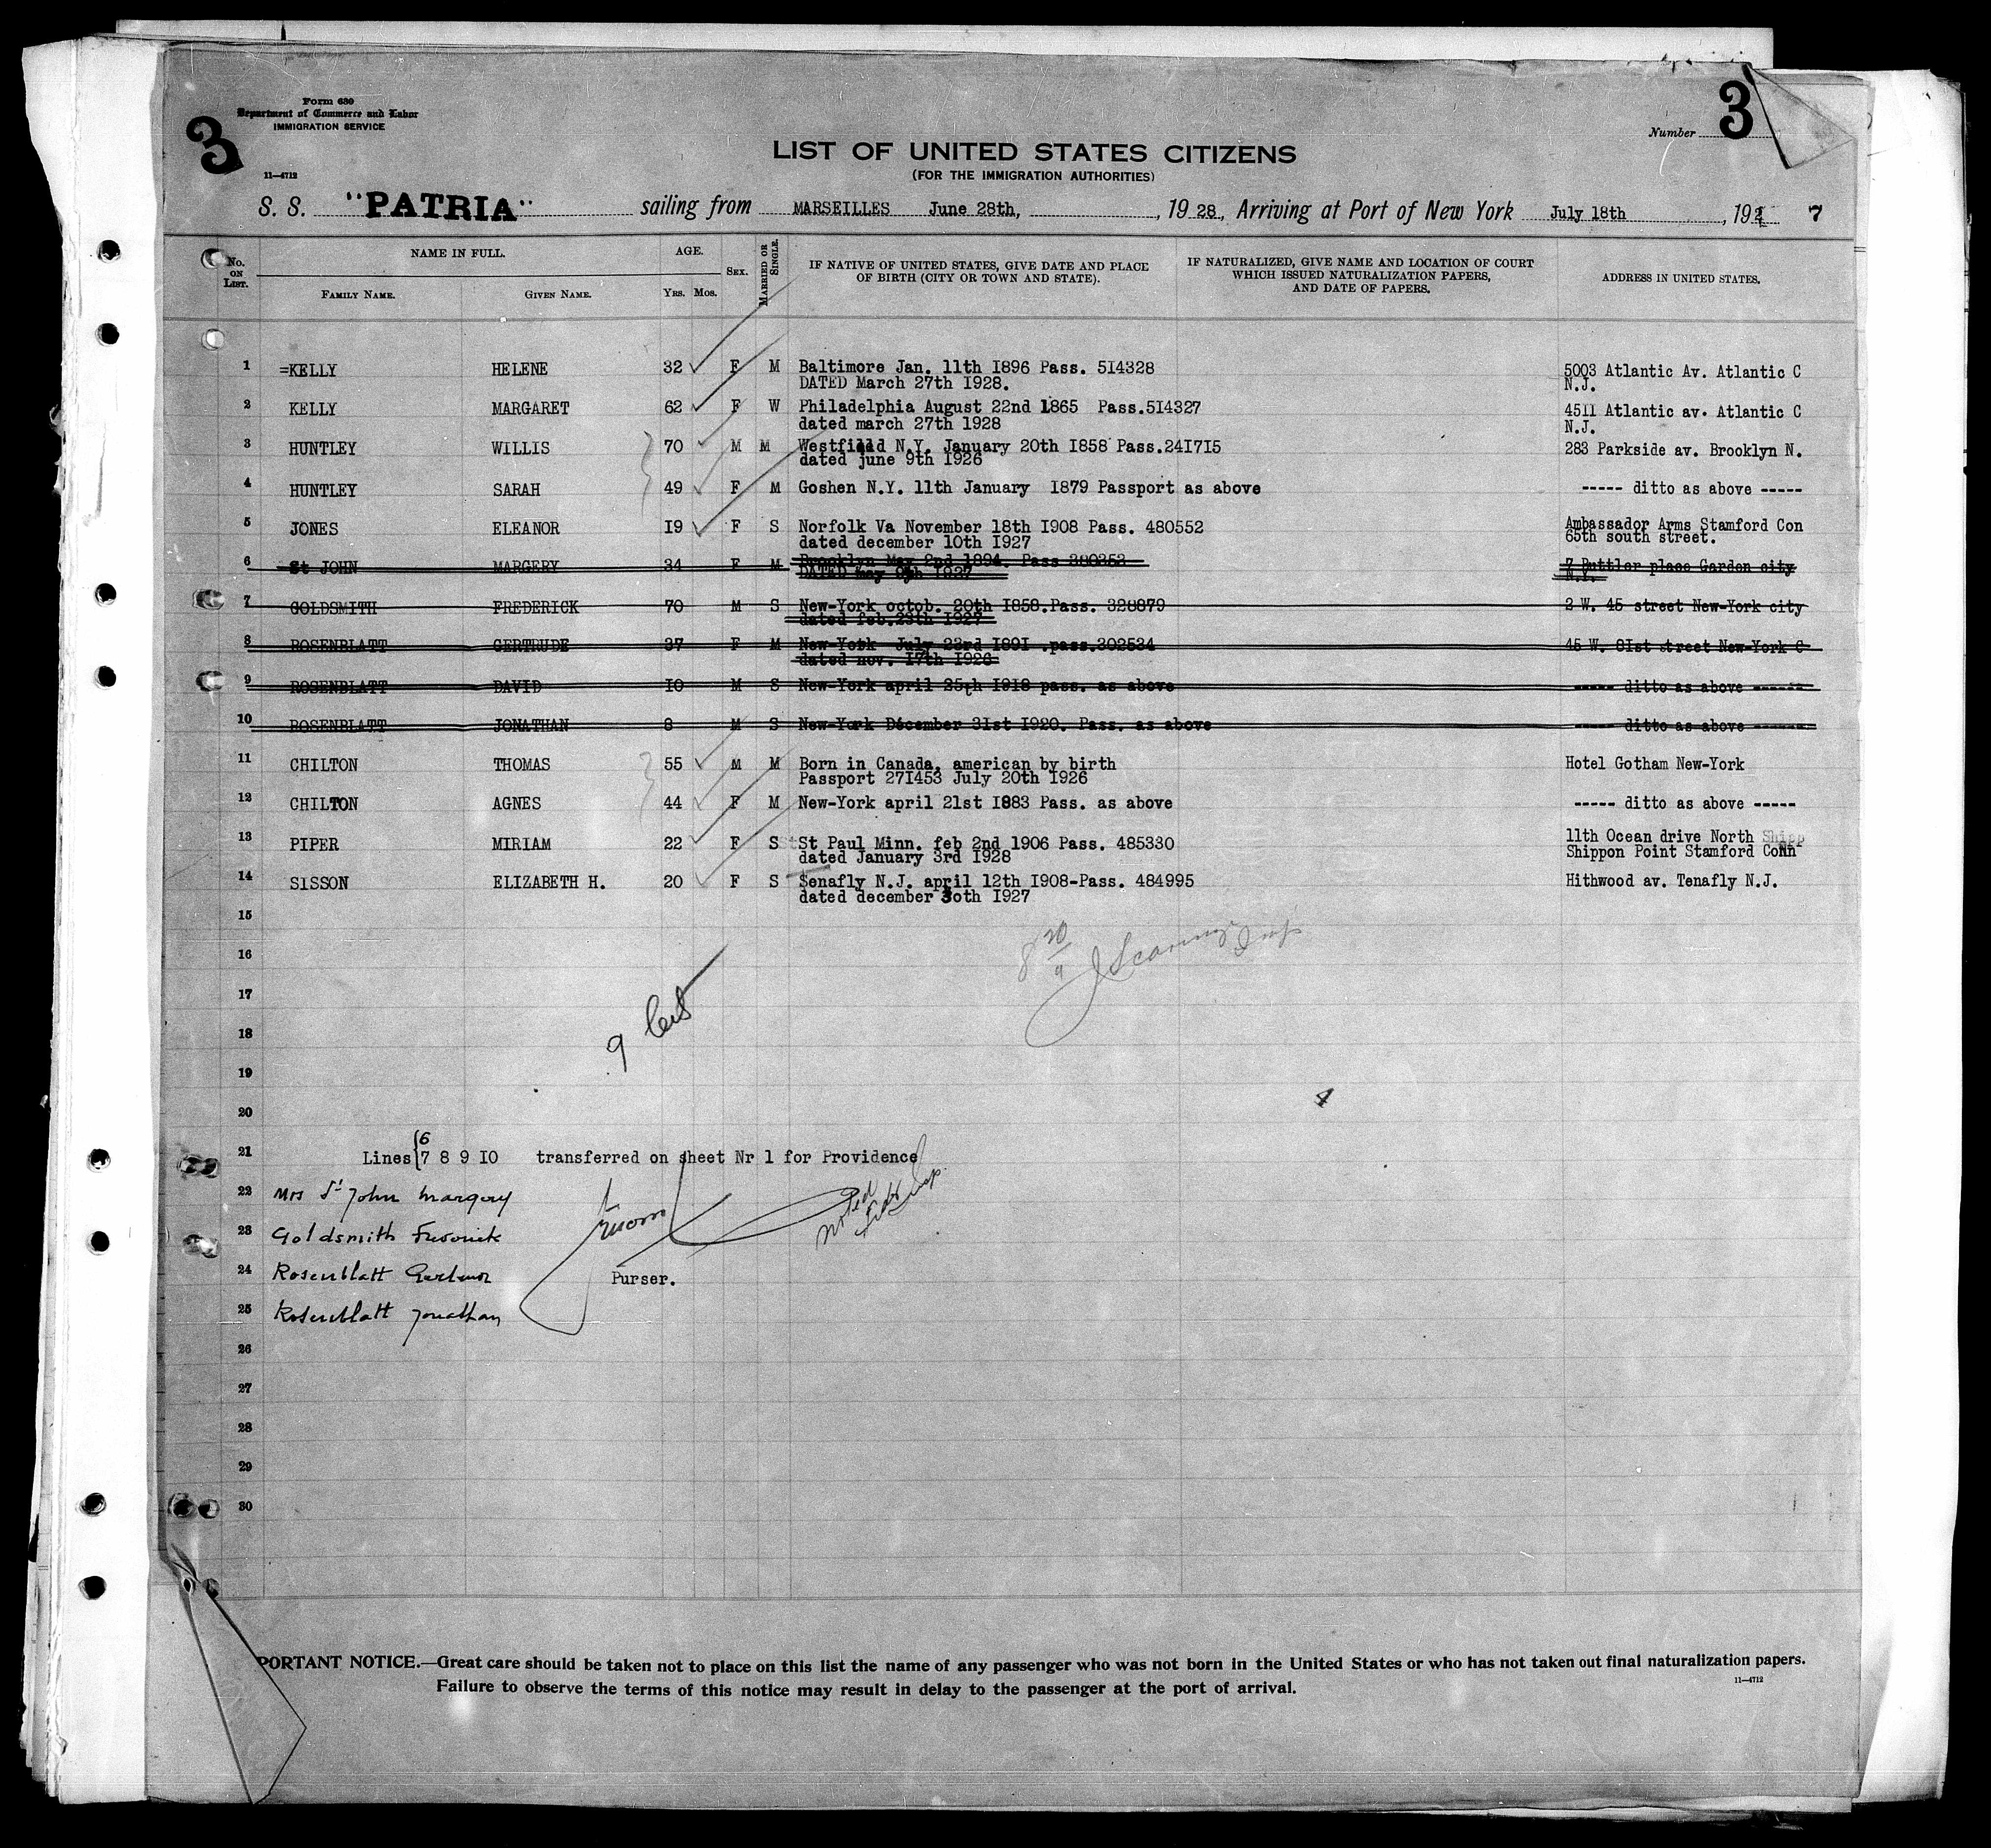 Form 630
Department of Commerce and Labor
IMMIGRATION SERVICE
3
11—4712
Number 3
LIST OF UNITED STATES CITIZENS
(FOR THE IMMIGRATION AUTHORITIES)
S. S. "PATRIA" sailing from MARSEILLES June 28th, , 19 28, Arriving at Port of New York July 18th , 192 7
No. ON LIST. NAME IN FULL. FAMILY NAME. GIVEN NAME. AGE. YRS. MOS. SEX. MARRIED OR SINGLE. IF NATIVE OF UNITED STATES, GIVE DATE AND PLACE OF BIRTH (CITY OR TOWN AND STATE). IF NATURALIZED, GIVE NAME AND LOCATION OF COURT WHICH ISSUED NATURALIZATION PAPERS, AND DATE OF PAPERS. ADDRESS IN UNITED STATES.
1 =KELLY HELENE 32 F M Baltimore Jan. 11th 1896 Pass. 514328 5003 Atlantic Av. Atlantic C
DATED March 27th 1928. N.J.
2 KELLY MARGARET 62 F W Philadelphia August 22nd 1865 Pass.514327 4511 Atlantic av. Atlantic C
dated march 27th 1928 N.J.
3 HUNTLEY WILLIS 70 M M Westfield N.Y. January 20th 1858 Pass.241715 283 Parkside av. Brooklyn N.
dated june 9th 1926
4 HUNTLEY SARAH 49 F M Goshen N.Y. 11th January 1879 Passport as above ----- ditto as above -----
5 JONES ELEANOR 19 F S Norfolk Va November 18th 1908 Pass. 480552 Ambassador Arms Stamford Con
dated december 10th 1927 65th south street.
6 St JOHN MARGERY 34 F M Brooklyn May 2nd 1894. Pass 380353 7 Buttler place Garden city
DATED may 9th 1927 N.Y.
7 GOLDSMITH FREDERICK 70 M S New-York octob. 20th 1858.Pass. 328879 2 W. 45 street New-York city
dated feb.23th 1927
8 ROSENBLATT GERTRUDE 37 F M New-York July 23rd 1891 .pass.302534 45 W. 81st street New-York C
dated nov. 17th 1926
9 ROSENBLATT DAVID 10 M S New-York april 25th 1918 pass. as above ----- ditto as above ------
10 ROSENBLATT JONATHAN 8 M S New-York Décember 31st 1920. Pass. as above ----- ditto as above ------
11 CHILTON THOMAS 55 M M Born in Canada, american by birth Hotel Gotham New-York
Passport 271453 July 20th 1926
12 CHILTON AGNES 44 F M New-York april 21st 1883 Pass. as above ----- ditto as above -----
13 PIPER MIRIAM 22 F S St Paul Minn. feb 2nd 1906 Pass. 485330 11th Ocean drive North Shipp
dated January 3rd 1928 Shippon Point Stamford Conn
14 SISSON ELIZABETH H. 20 F S Senafly N.J. april 12th 1908-Pass. 484995 Hithwood av. Tenafly N.J.
dated december 30th 1927
15
16
17
18
19
20
4
21 Lines 6 7 8 9 10 transferred on sheet Nr 1 for Providence
22 Mrs St John Margery
23 Goldsmith Frederick
24 Rosenblatt Gertrude
Purser.
25 Rosenblatt Jonathan
26
27
28
29
30
PORTANT NOTICE.—Great care should be taken not to place on this list the name of any passenger who was not born in the United States or who has not taken out final naturalization papers.
Failure to observe the terms of this notice may result in delay to the passenger at the port of arrival.
11—4712